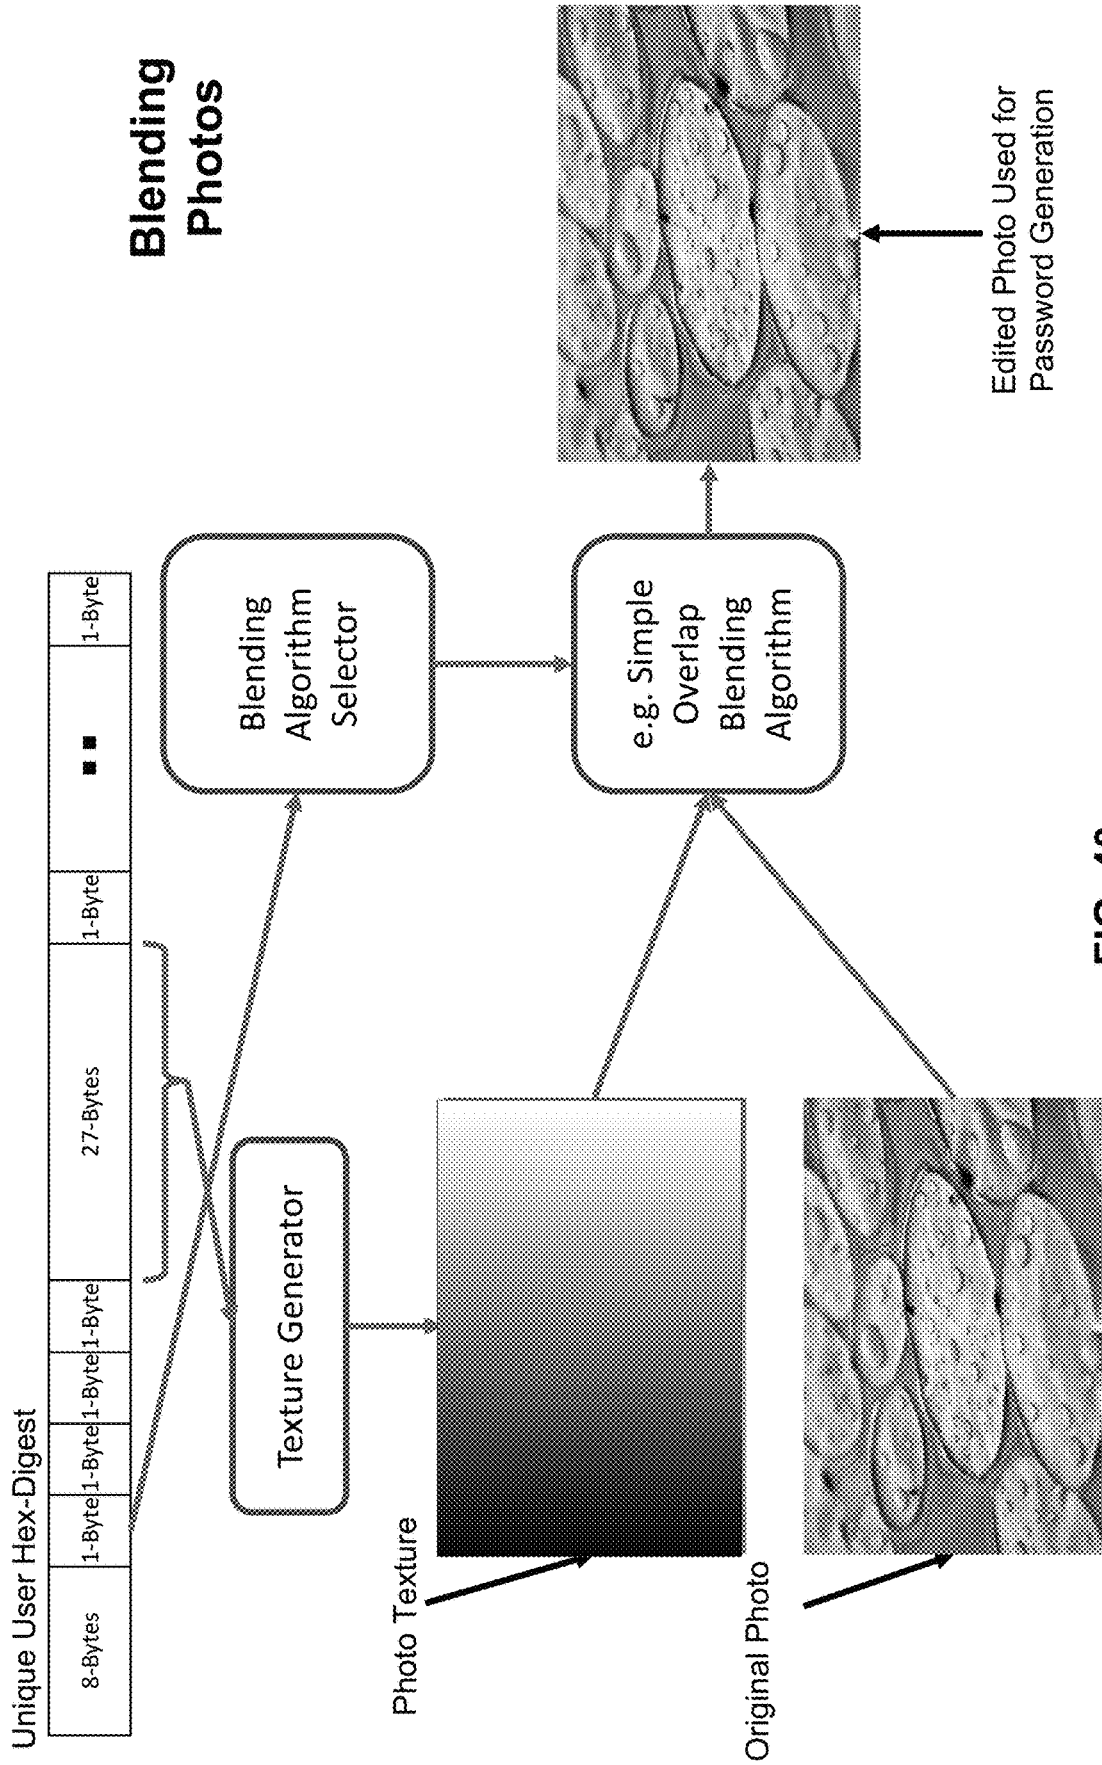 Blending
Photos
Unique User Hex-Digest
8-Bytes
1-Byte
1-Byte
1-Byte
1-Byte
27-Bytes
1-Byte
1-Byte
Texture Generator
Blending
Algorithm
Selector
Photo Texture
e.g. Simple
Overlap
Blending
Algorithm
Original Photo
Edited Photo Used for
Password Generation